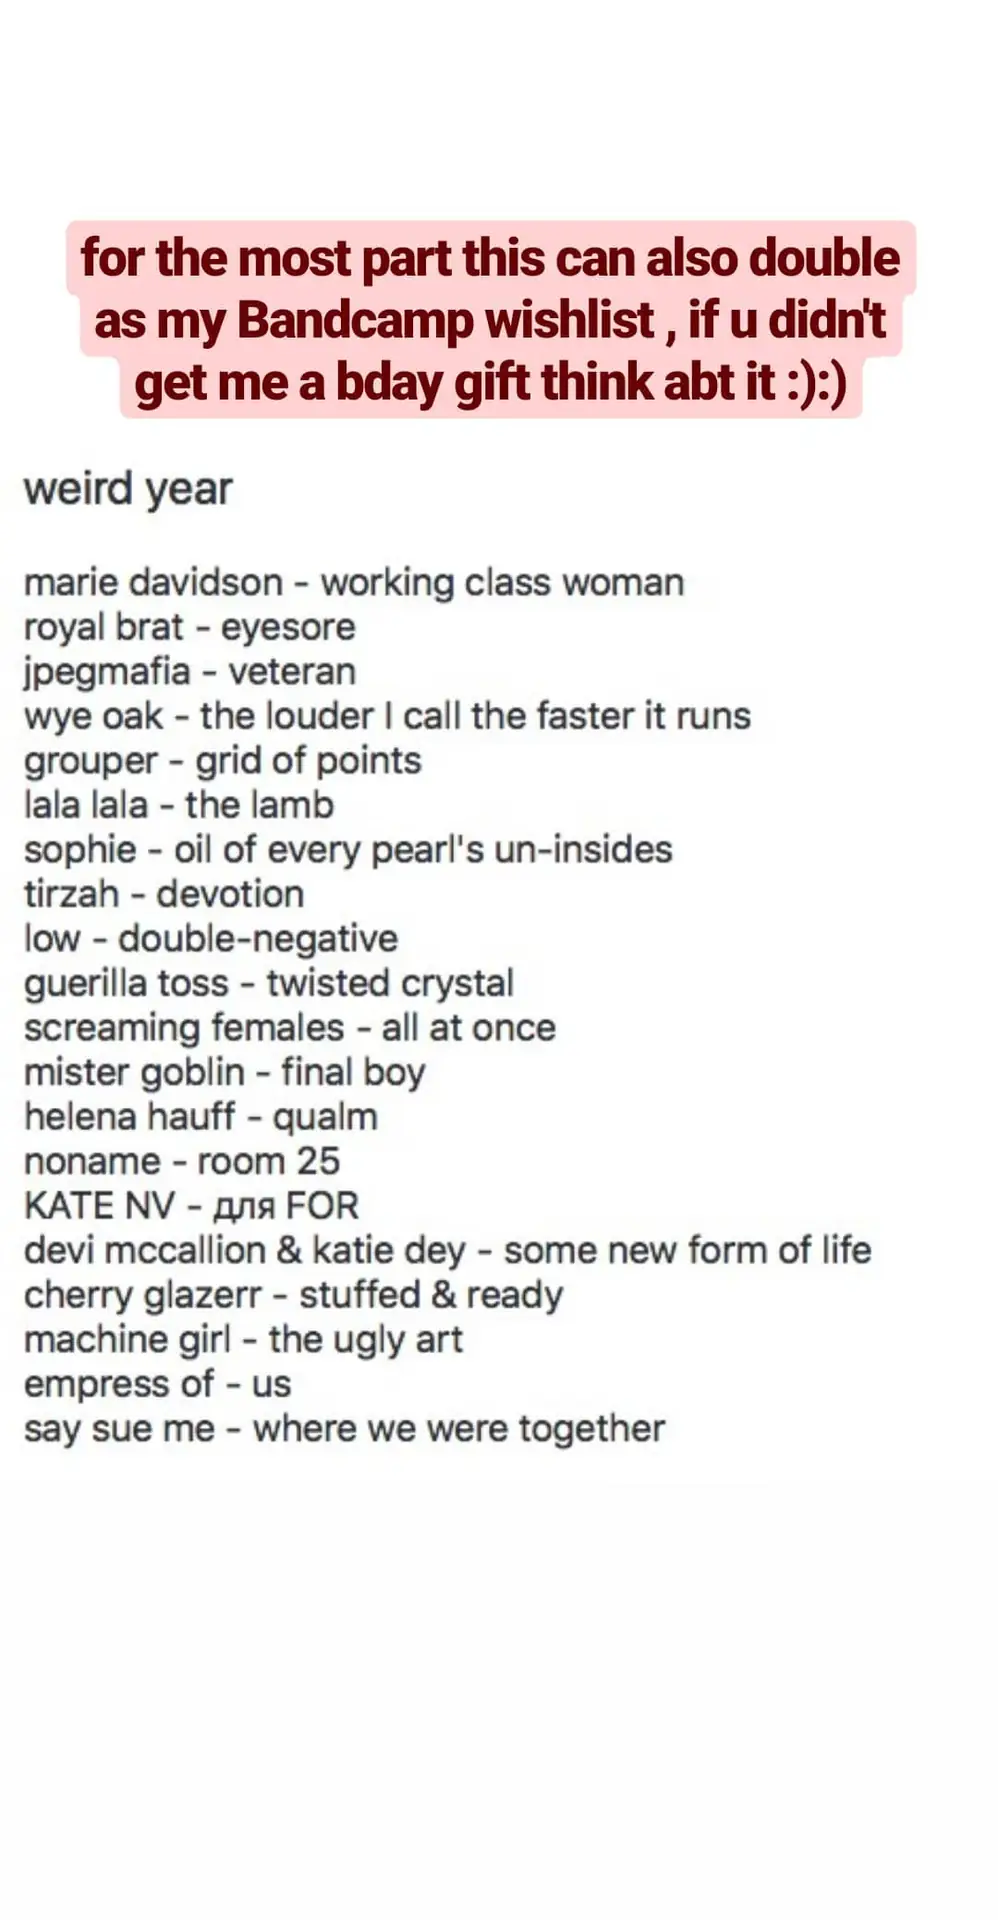 for the most part this can also double
as my Bandcamp wishlist , if u didn't
get me a bday gift think abt it :):)
weird year
marie davidson - working class woman
royal brat - eyesore
jpegmafia - veteran
wye oak - the louder I call the faster it runs
grouper - grid of points
lala lala - the lamb
sophie - oil of every pearl's un-insides
tirzah - devotion
low - double-negative
guerilla toss - twisted crystal
screaming females - all at once
mister goblin - final boy
helena hauff - qualm
noname - room 25
KATE NV - для FOR
devi mccallion & katie dey - some new form of life
cherry glazerr - stuffed & ready
machine girl - the ugly art
empress of - us
say sue me - where we were together